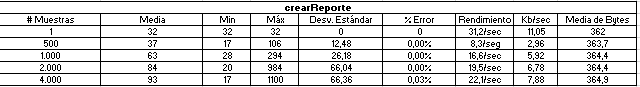 crearReporte
# Muestras Media Min Máx Desv. Estándar % Error Rendimiento Kb/sec Media de Bytes
1 32 32 32 0 0 31,2/sec 11,05 362
500 37 17 106 12,48 0,00% 8,3/seg 2,96 363,7
1.000 63 28 294 26,18 0,00% 16,6/sec 5,92 364,4
2.000 84 20 984 66,04 0,00% 19,5/sec 6,78 364,4
4.000 93 17 1100 66,36 0,03% 22,1/sec 7,88 364,9